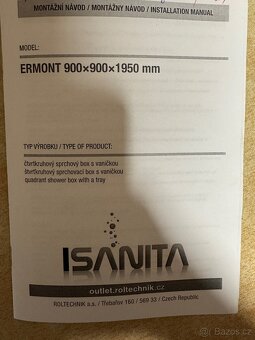 MONTÁŽNÍ NÁVOD / MONTÁŽNY NÁVOD / INSTALLATION MANUAL
MODEL:
ERMONT 900×900×1950 mm
TYP VÝROBKU / TYPE OF PRODUCT:
čtvrtkruhový sprchový box s vaničkou
štvrťkruhový sprchovací box s vaničkou
quadrant shower box with a tray
ISANITA
outlet.roltechnik.cz
ROLTECHNIK a.s. / Třebařov 160 / 569 33 / Czech Republic
Bazoš.cz